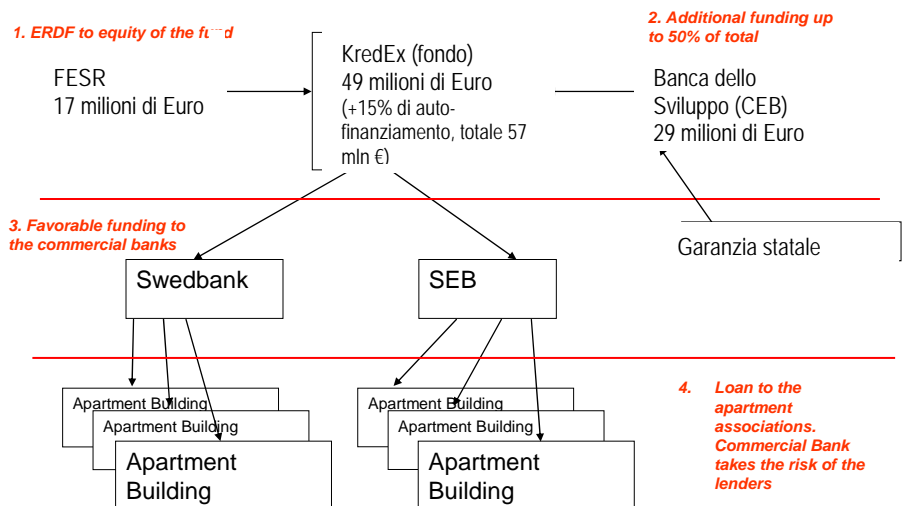 1. ERDF to equity of the fund
FESR
17 milioni di Euro
KredEx (fondo)
49 milioni di Euro
(+15% di auto-
finanziamento, totale 57
mln €)
2. Additional funding up
to 50% of total
Banca dello
Sviluppo (CEB)
29 milioni di Euro
3. Favorable funding to
the commercial banks
Garanzia statale
Swedbank
SEB
Apartment Building
Apartment Building
Apartment
Building
Apartment Building
Apartment Building
Apartment
Building
4. Loan to the
apartment
associations.
Commercial Bank
takes the risk of the
lenders